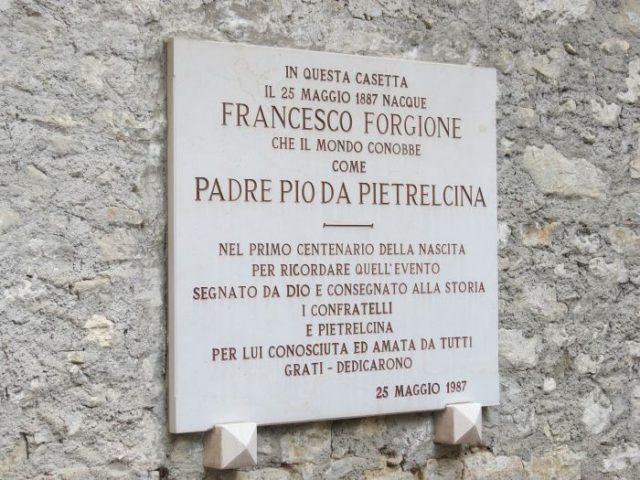 IN QUESTA CASETTA
IL 25 MAGGIO 1887 NACQUE
FRANCESCO FORGIONE
CHE IL MONDO CONOBBE
COME
PADRE PIO DA PIETRELCINA
NEL PRIMO CENTENARIO DELLA NASCITA
PER RICORDARE QUELL'EVENTO
SEGNATO DA DIO E CONSEGNATO ALLA STORIA
I CONFRATELLI
E PIETRELCINA
PER LUI CONOSCIUTA ED AMATA DA TUTTI
GRATI - DEDICARONO
25 MAGGIO 1987